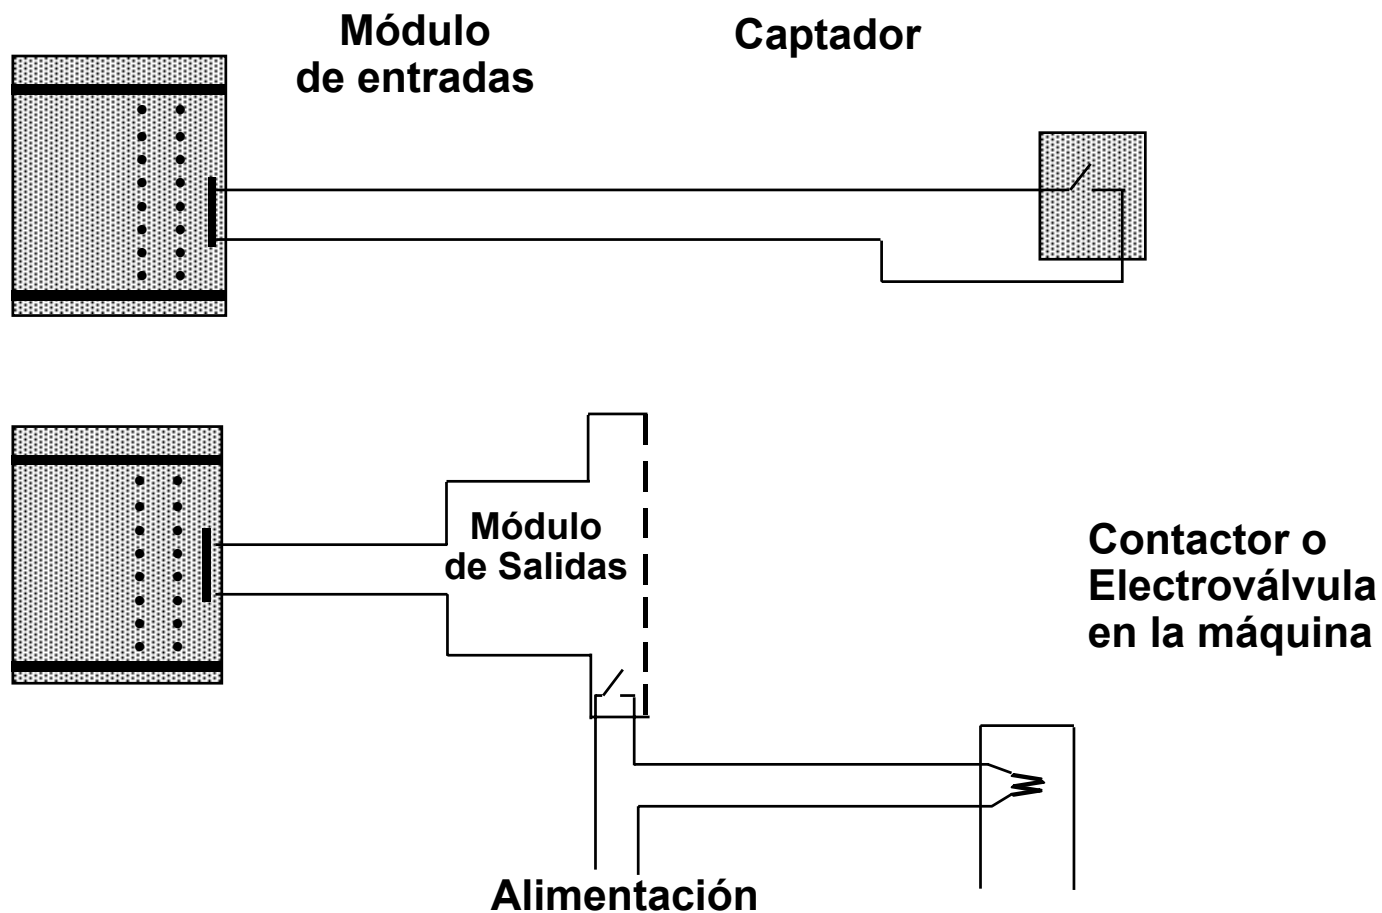 Módulo
de entradas
Captador
Módulo
de Salidas
Contactor o
Electroválvula
en la máquina
Alimentación